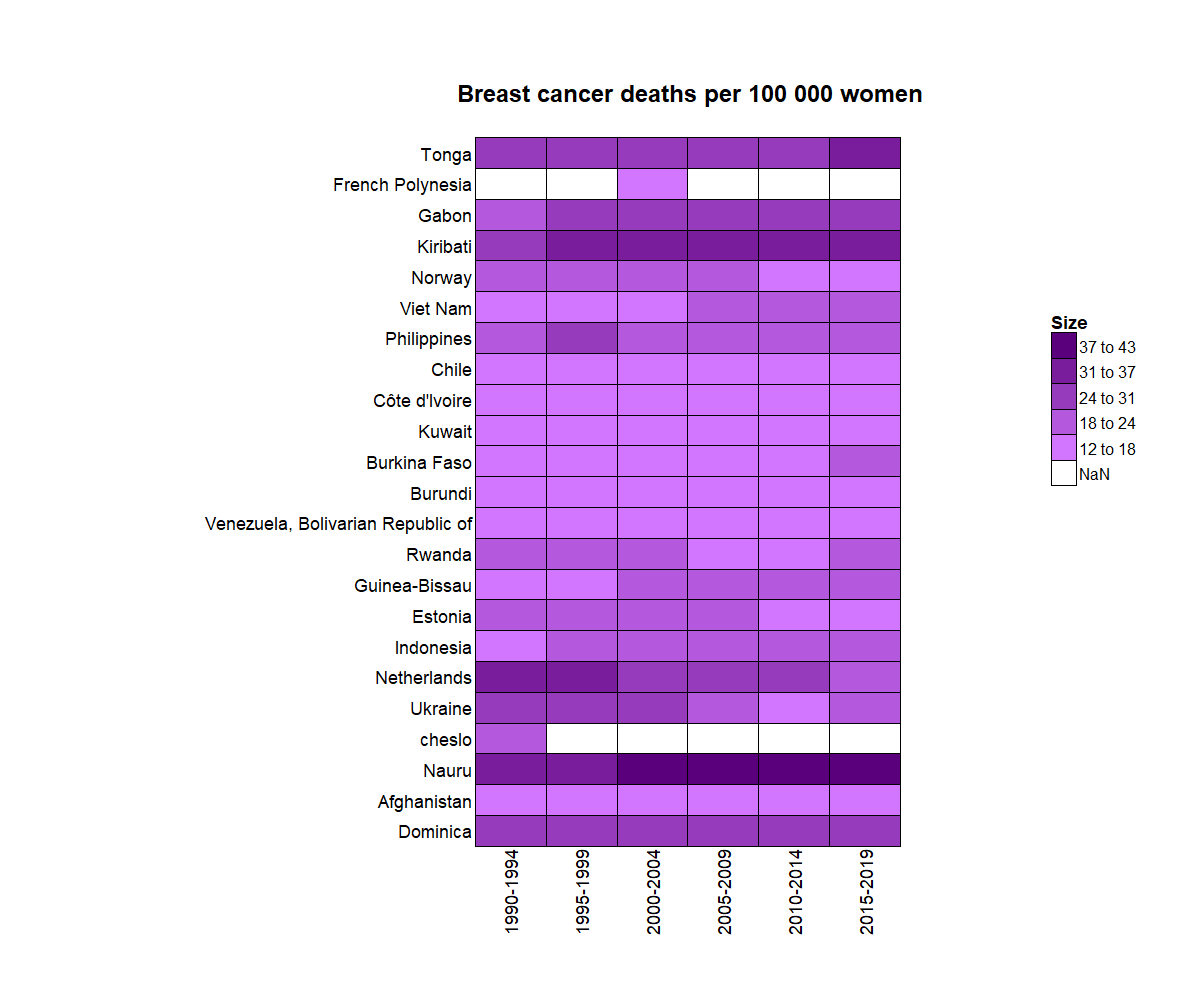 Breast cancer deaths per 100 000 women
Tonga
French Polynesia
Gabon
Kiribati
Norway
Viet Nam
Philippines
Chile
Côte d'Ivoire
Kuwait
Burkina Faso
Burundi
Venezuela, Bolivarian Republic of
Rwanda
Guinea-Bissau
Estonia
Indonesia
Netherlands
Ukraine
cheslo
Nauru
Afghanistan
Dominica
1990-1994
1995-1999
2000-2004
2005-2009
2010-2014
2015-2019
Size
37 to 43
31 to 37
24 to 31
18 to 24
12 to 18
NaN